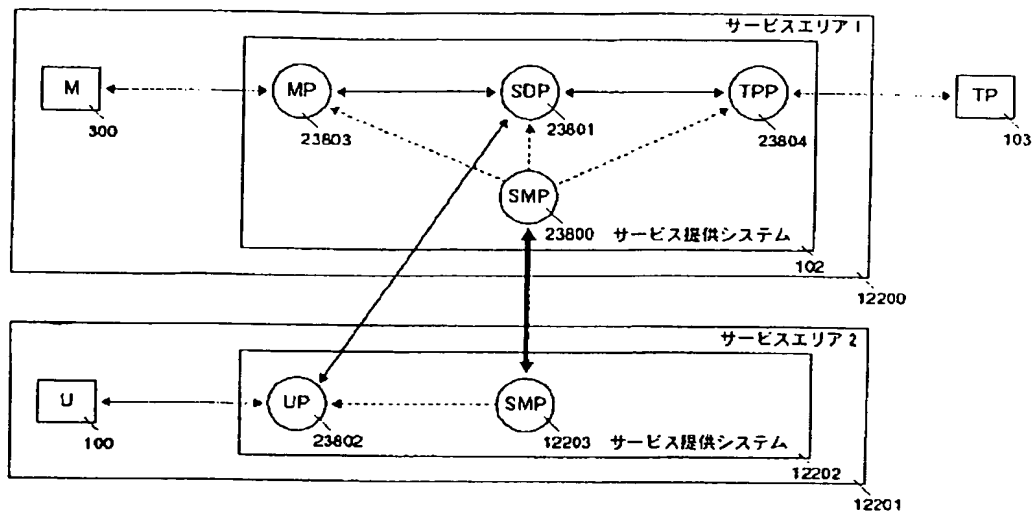 サービスエリア 1
M
300
MP
23803
SDP
23801
TPP
23804
TP
103
SMP
23800
サービス提供システム
102
12200
サービスエリア 2
U
100
UP
23802
SMP
12203
サービス提供システム
12202
12201